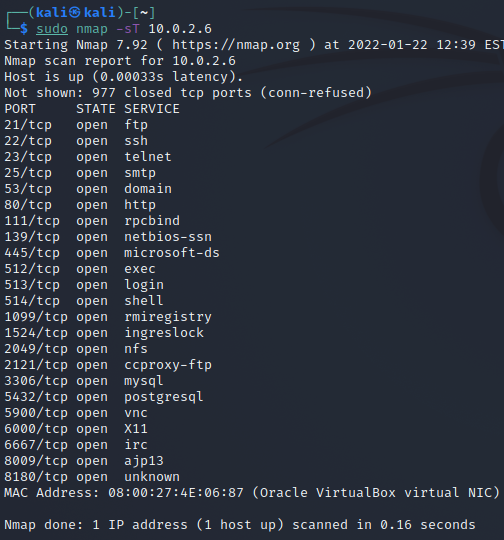 ┌──(kali㉿kali)-[~]
└─$ sudo nmap -sT 10.0.2.6
Starting Nmap 7.92 ( https://nmap.org ) at 2022-01-22 12:39 EST
Nmap scan report for 10.0.2.6
Host is up (0.00033s latency).
Not shown: 977 closed tcp ports (conn-refused)
PORT     STATE SERVICE
21/tcp   open  ftp
22/tcp   open  ssh
23/tcp   open  telnet
25/tcp   open  smtp
53/tcp   open  domain
80/tcp   open  http
111/tcp  open  rpcbind
139/tcp  open  netbios-ssn
445/tcp  open  microsoft-ds
512/tcp  open  exec
513/tcp  open  login
514/tcp  open  shell
1099/tcp open  rmiregistry
1524/tcp open  ingreslock
2049/tcp open  nfs
2121/tcp open  ccproxy-ftp
3306/tcp open  mysql
5432/tcp open  postgresql
5900/tcp open  vnc
6000/tcp open  X11
6667/tcp open  irc
8009/tcp open  ajp13
8180/tcp open  unknown
MAC Address: 08:00:27:4E:06:87 (Oracle VirtualBox virtual NIC)

Nmap done: 1 IP address (1 host up) scanned in 0.16 seconds